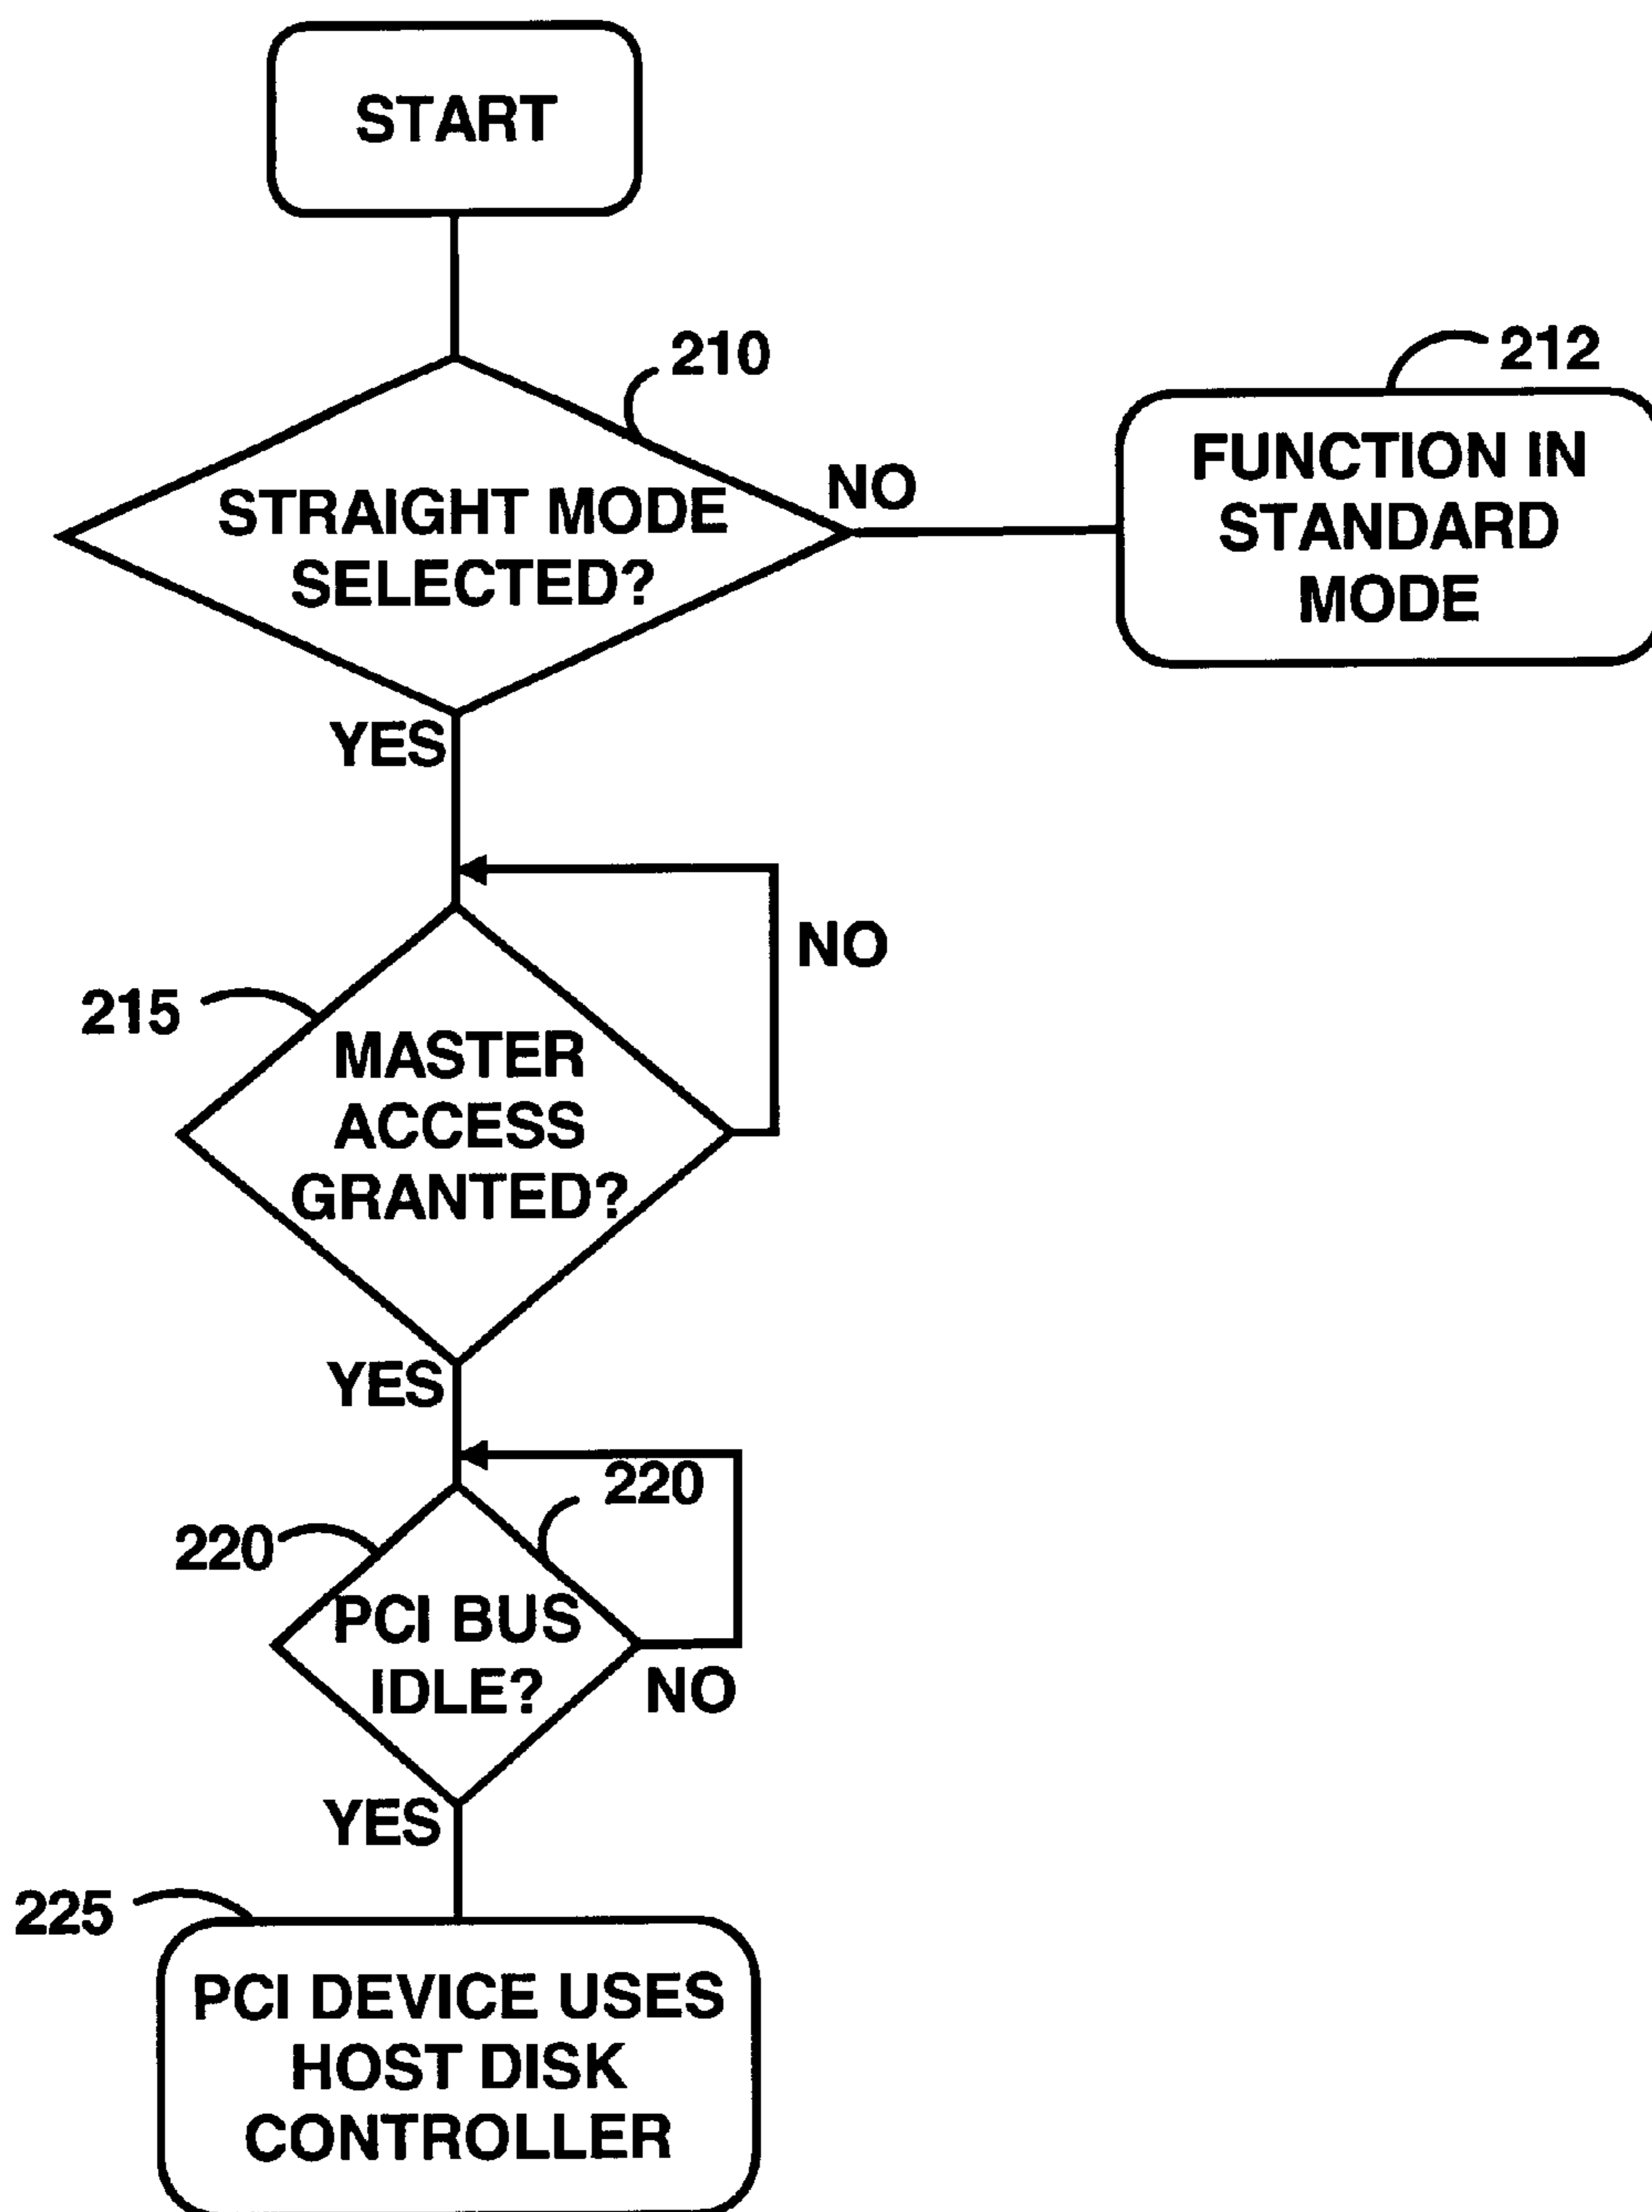 START
210
212
STRAIGHT MODE
SELECTED?
NO
FUNCTION IN
STANDARD
MODE
YES
NO
215
MASTER
ACCESS
GRANTED?
YES
220
220
PCI BUS
IDLE?
NO
YES
225
PCI DEVICE USES
HOST DISK
CONTROLLER